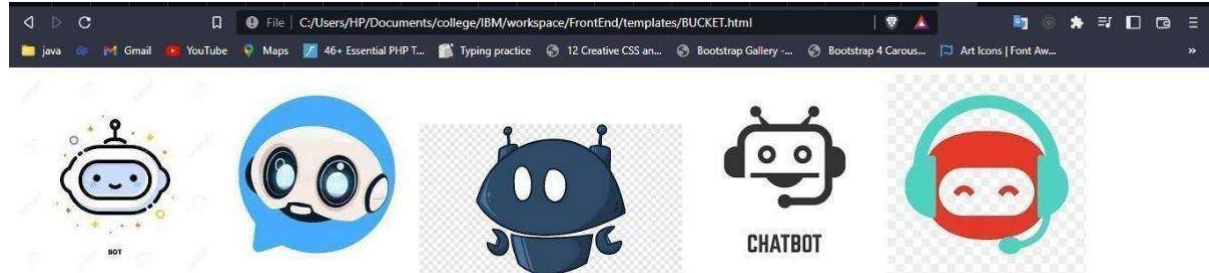 File | C:/Users/HP/Documents/college/IBM/workspace/FrontEnd/templates/BUCKET.html
java Gmail YouTube Maps 46+ Essential PHP T... Typing practice 12 Creative CSS an... Bootstrap Gallery -... Bootstrap 4 Carous... Art Icons | Font Aw... »
BOT
CHATBOT